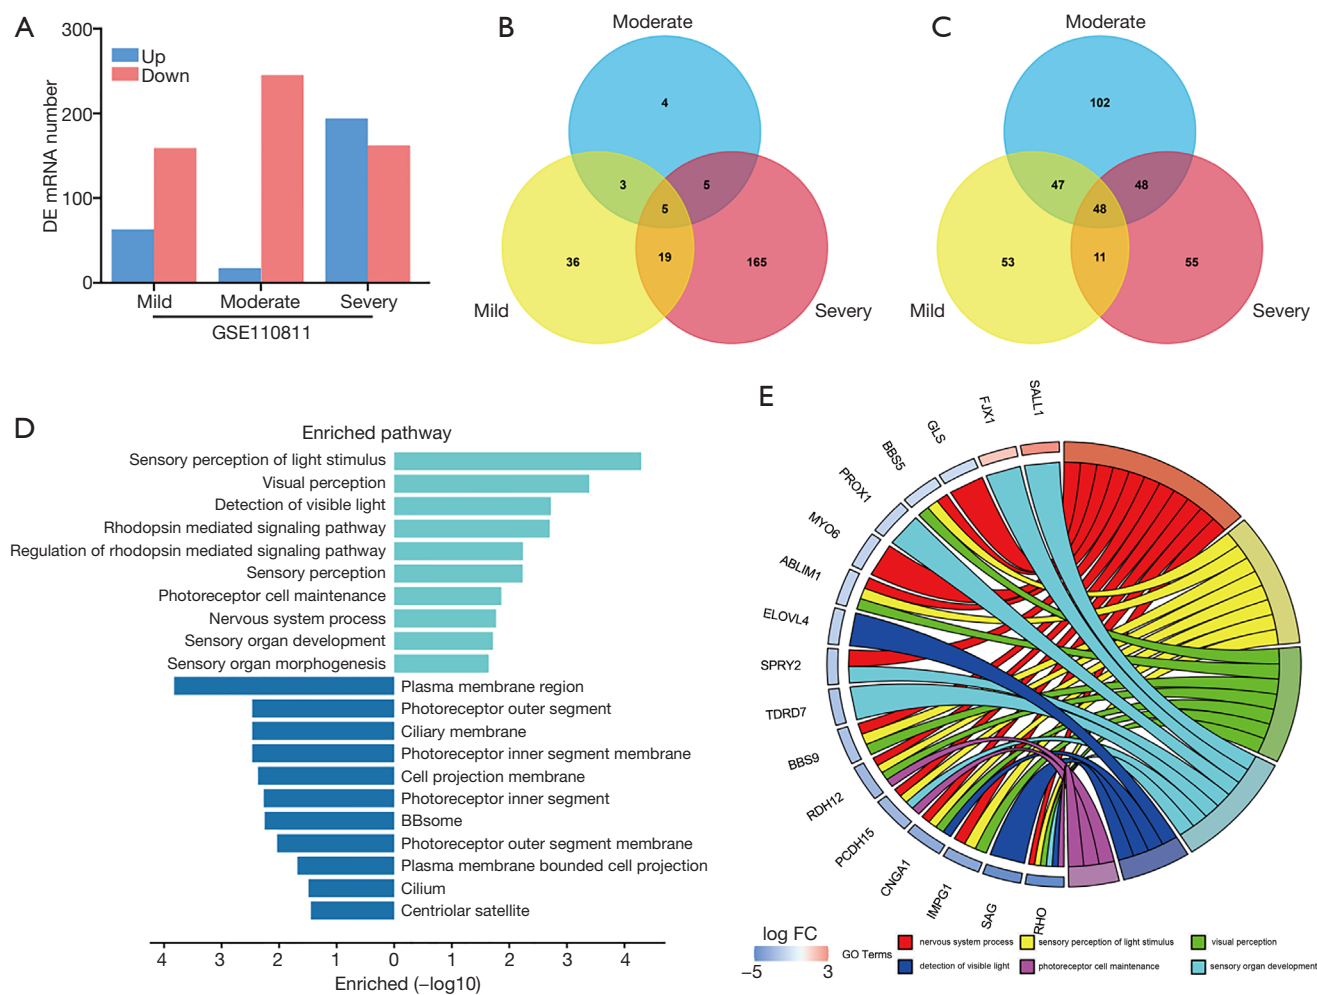 A
300
200
100
0
DE mRNA number
Up
Down
Mild
Moderate
Severy
GSE110811
B
Moderate
4
3
5
5
36
19
165
Mild
Severy
C
Moderate
102
47
48
48
53
11
55
Mild
Severy
D
Enriched pathway
Sensory perception of light stimulus
Visual perception
Detection of visible light
Rhodopsin mediated signaling pathway
Regulation of rhodopsin mediated signaling pathway
Sensory perception
Photoreceptor cell maintenance
Nervous system process
Sensory organ development
Sensory organ morphogenesis
Plasma membrane region
Photoreceptor outer segment
Ciliary membrane
Photoreceptor inner segment membrane
Cell projection membrane
Photoreceptor inner segment
BBsome
Photoreceptor outer segment membrane
Plasma membrane bounded cell projection
Cilium
Centriolar satellite
4 3 2 1 0 1 2 3 4
Enriched (−log10)
E
SALL1
FJX1
GLS
BBS5
PROX1
MYO6
ABLIM1
ELOVL4
SPRY2
TDRD7
BBS9
RDH12
PCDH15
CNGA1
IMPG1
SAG
RHO
log FC
−5 3
GO Terms
nervous system process
sensory perception of light stimulus
visual perception
detection of visible light
photoreceptor cell maintenance
sensory organ development